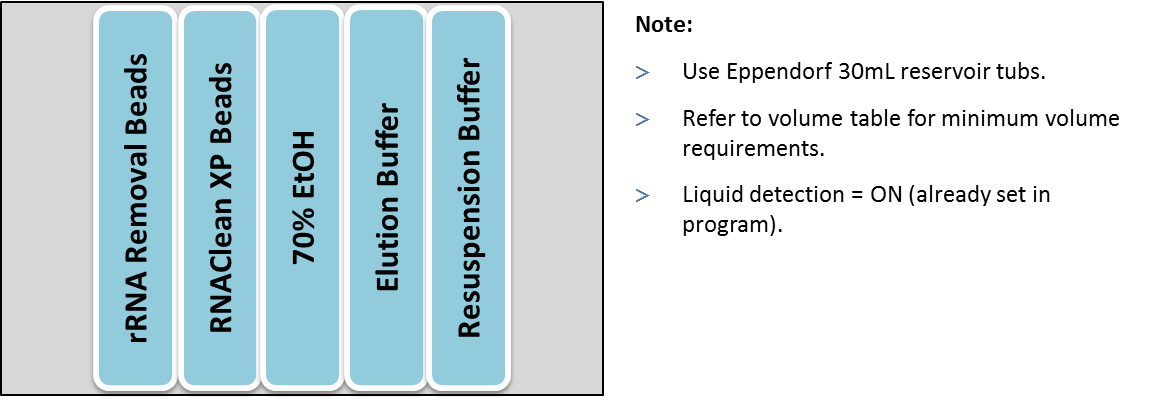 rRNA Removal Beads
RNAClean XP Beads
70% EtOH
Elution Buffer
Resuspension Buffer
Note:
> Use Eppendorf 30mL reservoir tubs.
> Refer to volume table for minimum volume
requirements.
> Liquid detection = ON (already set in
program).